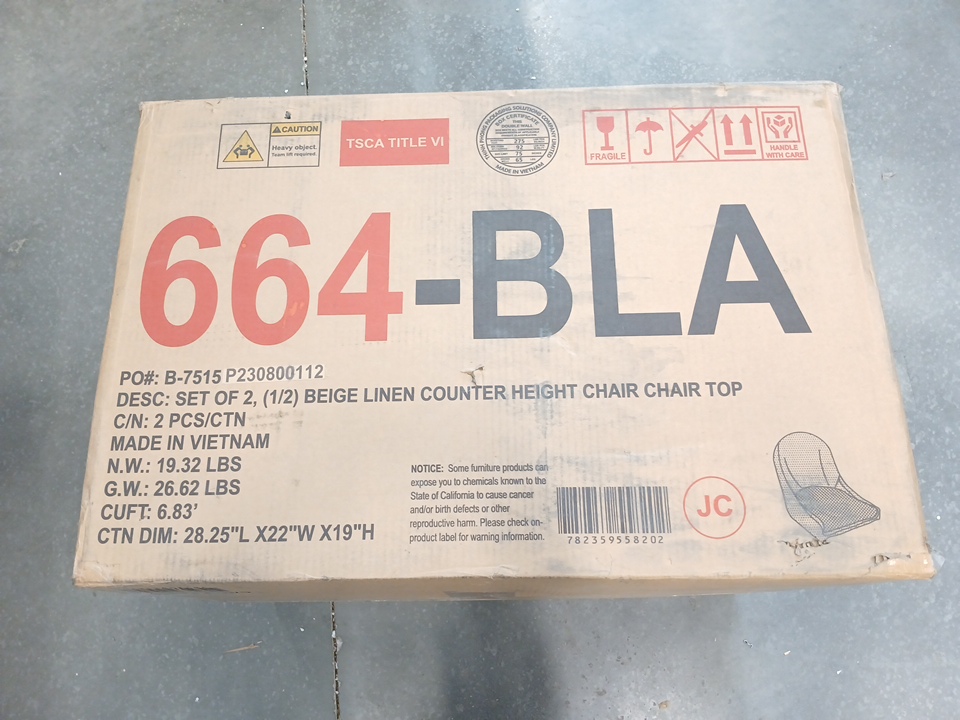 CAUTION
Heavy object.
Team lift required.
TSCA TITLE VI
BOX CERTIFICATE
MADE IN VIETNAM
FRAGILE
HANDLE
WITH CARE
664-BLA
PO#: B-7515 P230800112
DESC: SET OF 2, (1/2) BEIGE LINEN COUNTER HEIGHT CHAIR CHAIR TOP
C/N: 2 PCS/CTN
MADE IN VIETNAM
N.W.: 19.32 LBS
G.W.: 26.62 LBS
CUFT: 6.83'
CTN DIM: 28.25"L X22"W X19"H
NOTICE: Some furniture products can
expose you to chemicals known to the
State of California to cause cancer
and/or birth defects or other
reproductive harm. Please check on-
product label for warning information.
782359558202
JC